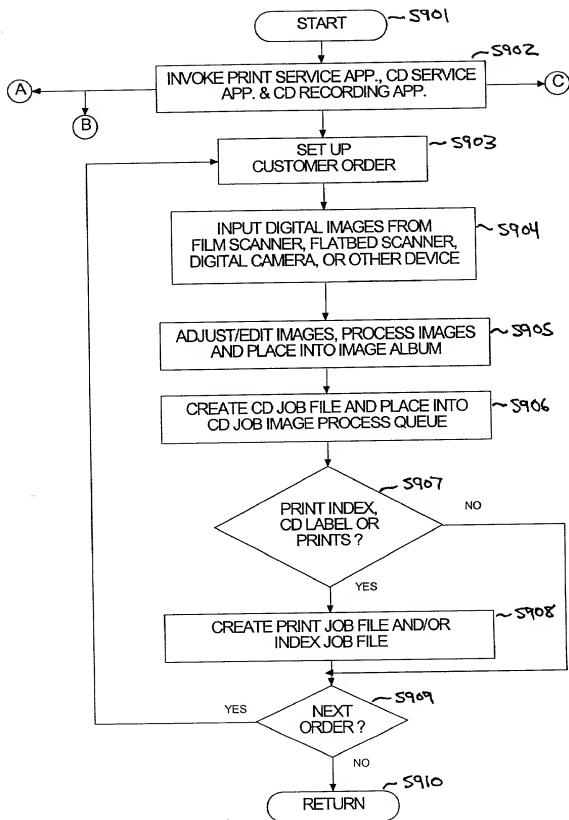 START
S901
S902
INVOKE PRINT SERVICE APP., CD SERVICE
APP. & CD RECORDING APP.
A
B
C
SET UP
CUSTOMER ORDER
S903
INPUT DIGITAL IMAGES FROM
FILM SCANNER, FLATBED SCANNER,
DIGITAL CAMERA, OR OTHER DEVICE
S904
ADJUST/EDIT IMAGES, PROCESS IMAGES
AND PLACE INTO IMAGE ALBUM
S905
CREATE CD JOB FILE AND PLACE INTO
CD JOB IMAGE PROCESS QUEUE
S906
S907
PRINT INDEX,
CD LABEL OR
PRINTS ?
NO
YES
S908
CREATE PRINT JOB FILE AND/OR
INDEX JOB FILE
S909
YES
NEXT
ORDER ?
NO
S910
RETURN